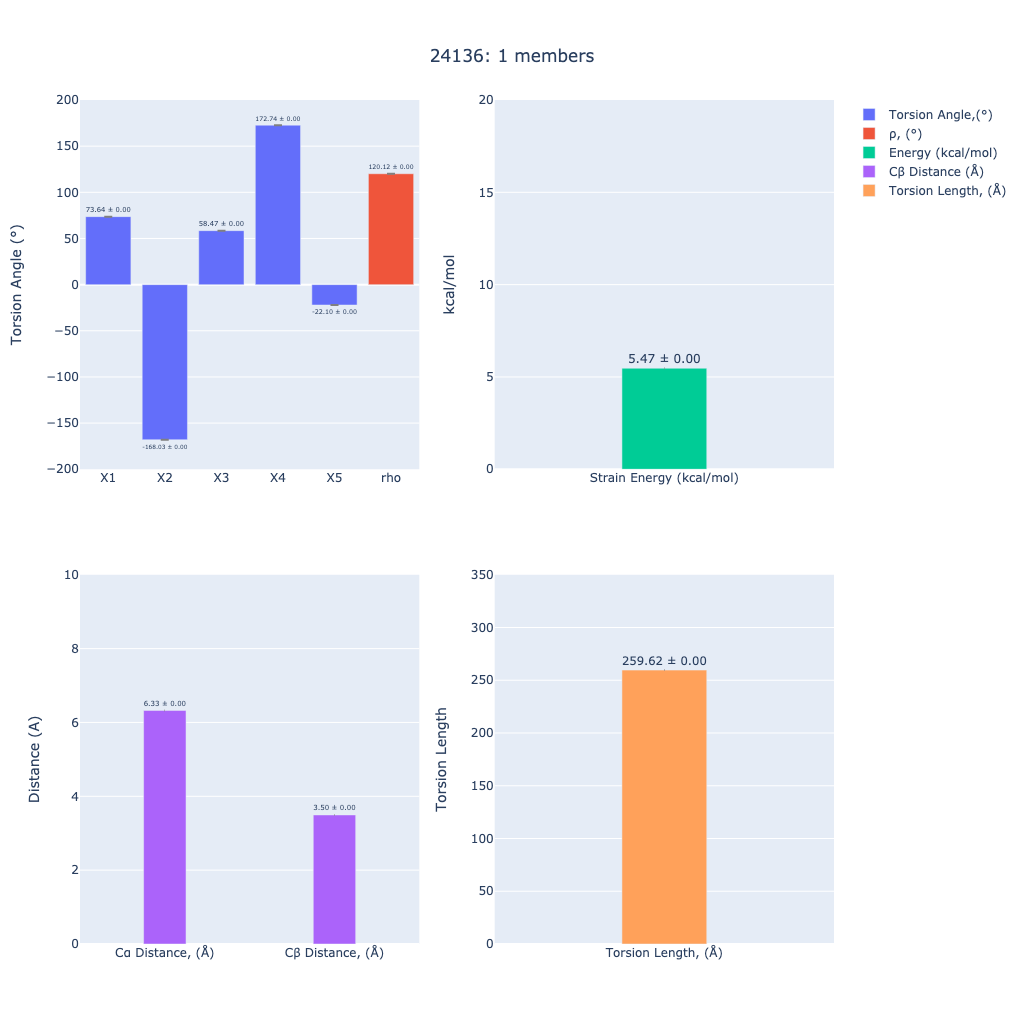 24136: 1 members
Torsion Angle (°)
200
150
100
50
0
−50
−100
−150
−200
73.64 ± 0.00
-168.03 ± 0.00
58.47 ± 0.00
172.74 ± 0.00
-22.10 ± 0.00
120.12 ± 0.00
X1 X2 X3 X4 X5 rho
kcal/mol
20
15
10
5
0
5.47 ± 0.00
Strain Energy (kcal/mol)
Torsion Angle,(°)
ρ, (°)
Energy (kcal/mol)
Cβ Distance (Å)
Torsion Length, (Å)
Distance (A)
10
8
6
4
2
0
6.33 ± 0.00
3.50 ± 0.00
Cα Distance, (Å) Cβ Distance, (Å)
Torsion Length
350
300
250
200
150
100
50
0
259.62 ± 0.00
Torsion Length, (Å)